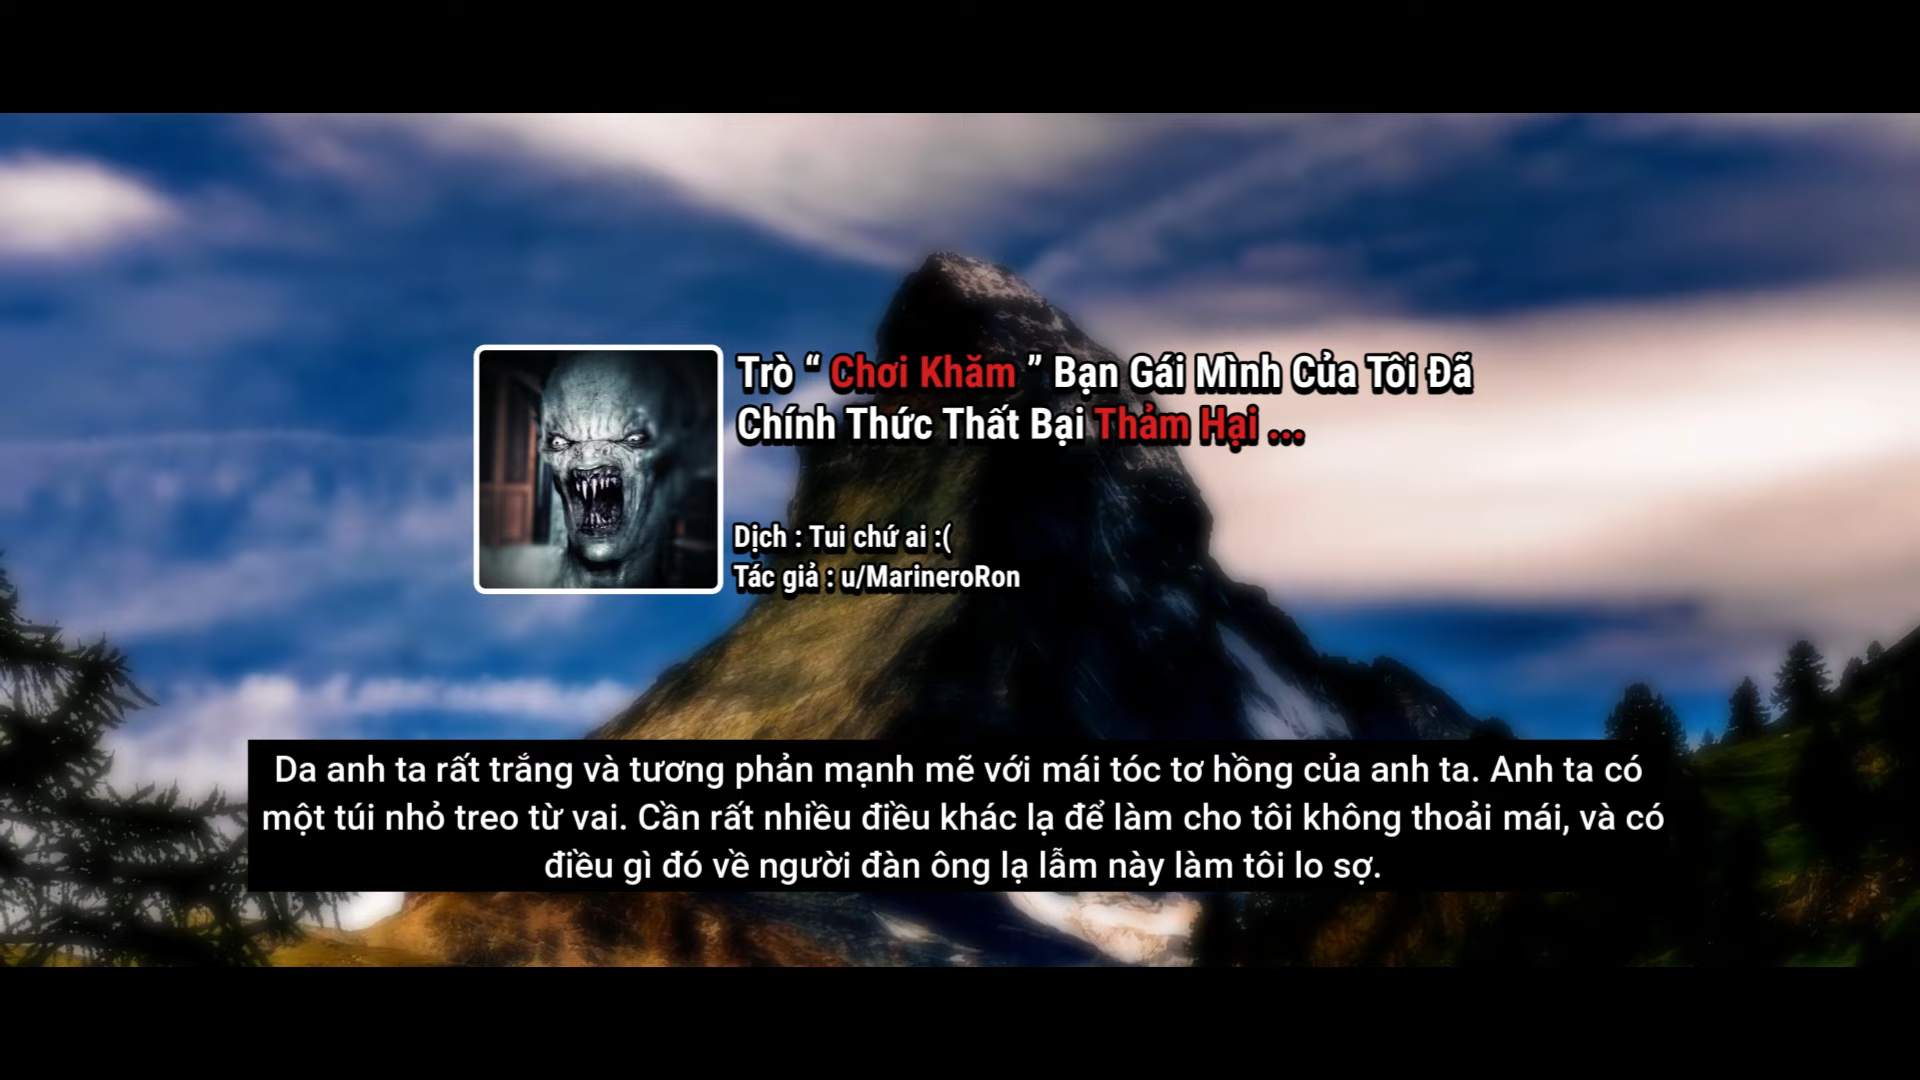 Trò “ Chơi Khăm ” Bạn Gái Mình Của Tôi Đã
Chính Thức Thất Bại Thảm Hại ...
Dịch : Tui chứ ai :(
Tác giả : u/MarineroRon
Da anh ta rất trắng và tương phản mạnh mẽ với mái tóc tơ hồng của anh ta. Anh ta có
một túi nhỏ treo từ vai. Cần rất nhiều điều khác lạ để làm cho tôi không thoải mái, và có
điều gì đó về người đàn ông lạ lẫm này làm tôi lo sợ.